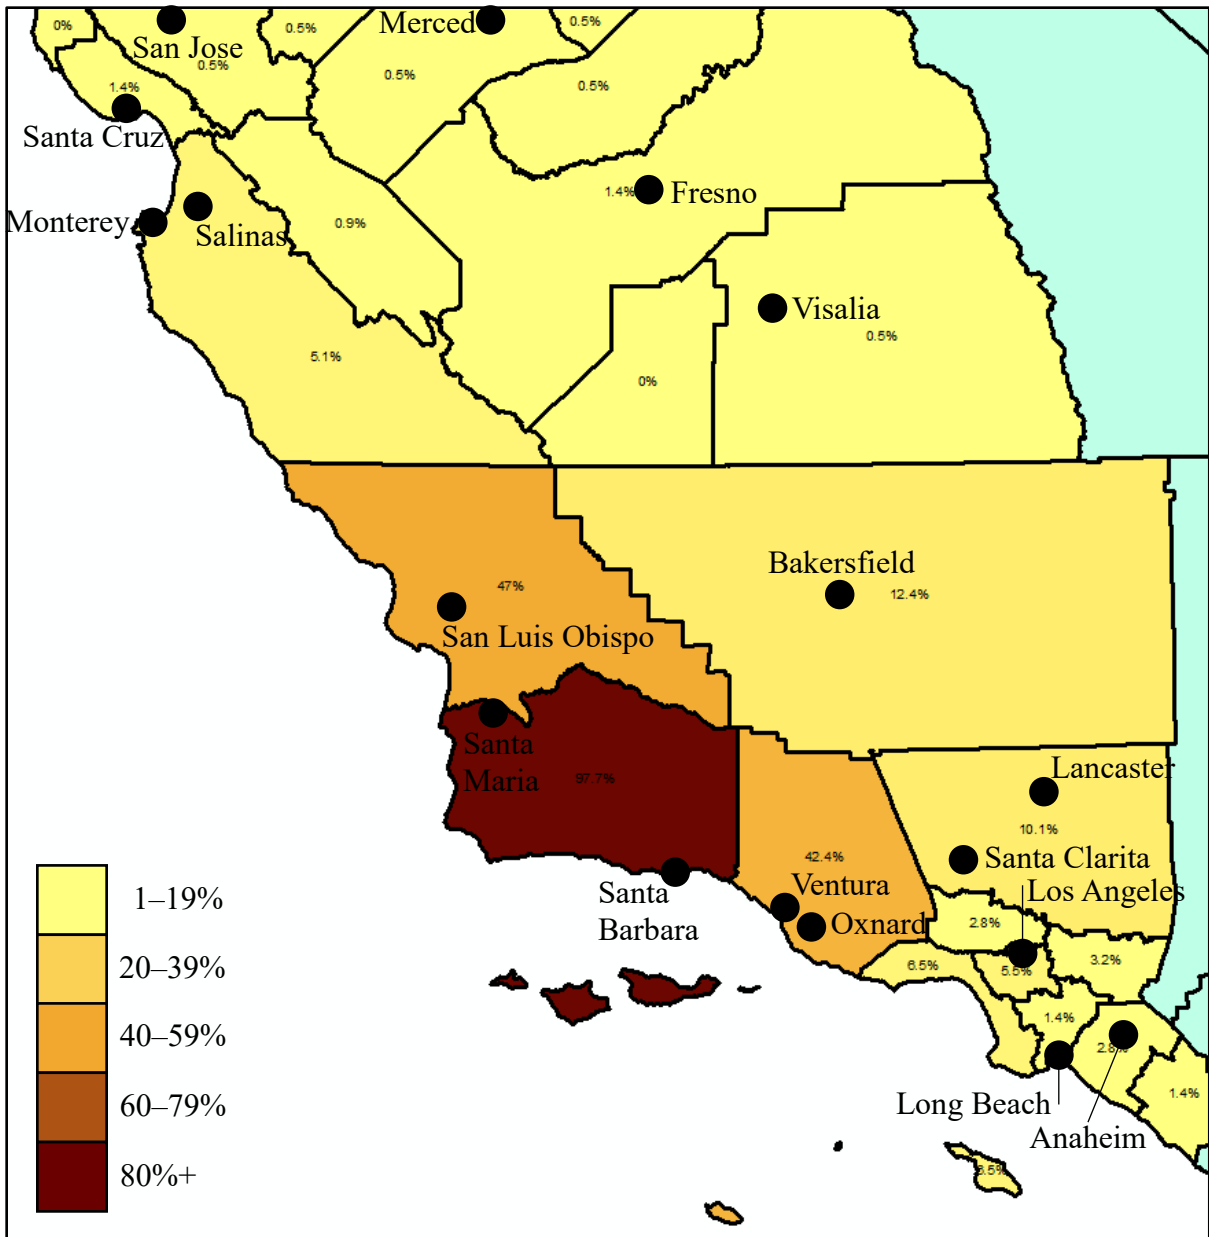 0%
San Jose
0.5%
Merced
0.5%
0.5%
0.5%
0.5%
1.4%
Santa Cruz
1.4%
Fresno
Monterey
Salinas
0.9%
Visalia
0.5%
5.1%
0%
47%
San Luis Obispo
Bakersfield
12.4%
Santa
Maria
97.7%
Lancaster
10.1%
42.4%
Santa Clarita
Ventura
Los Angeles
Santa
Barbara
Oxnard
2.8%
6.5%
5.5%
3.2%
1.4%
2.8%
1.4%
Long Beach
Anaheim
6.5%
1–19%
20–39%
40–59%
60–79%
80%+